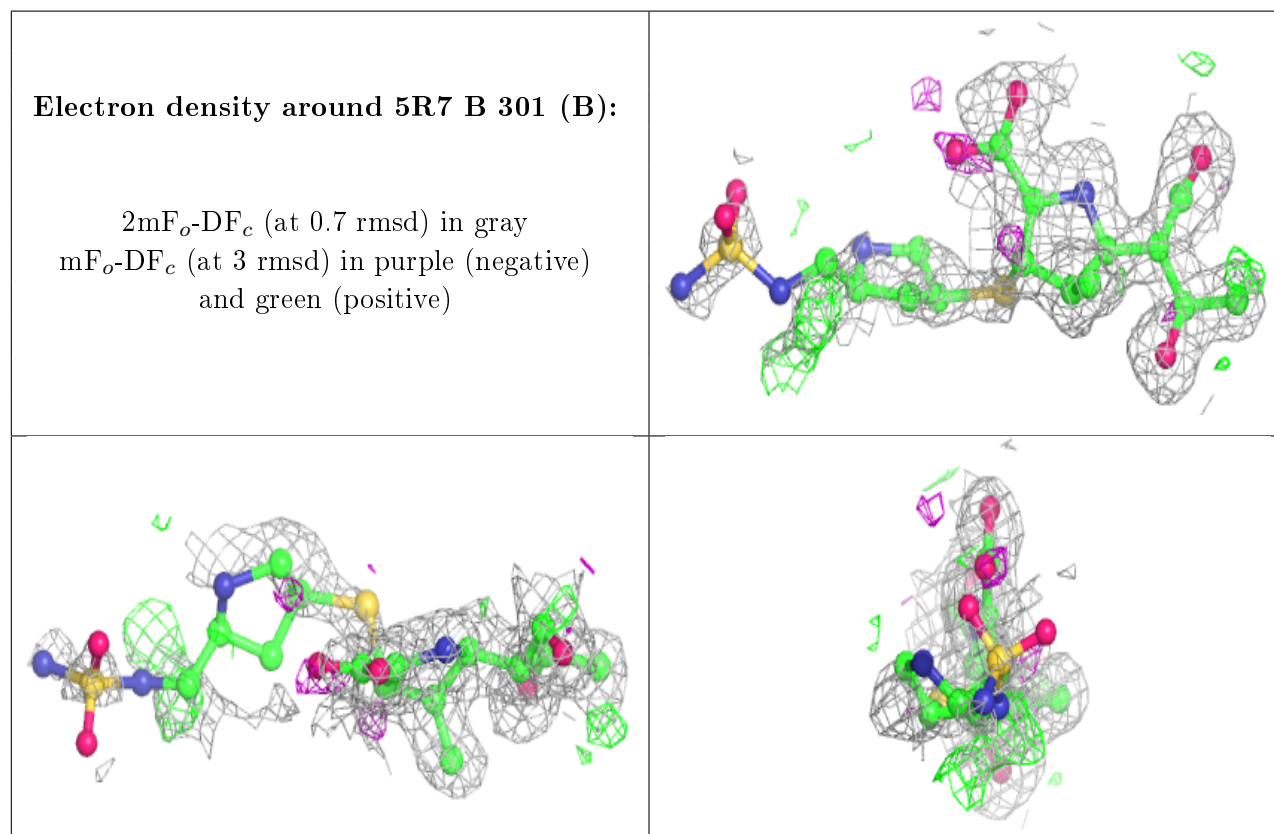 Electron density around 5R7 B 301 (B):
2mFₒ-DF𝒸 (at 0.7 rmsd) in gray
mFₒ-DF𝒸 (at 3 rmsd) in purple (negative)
and green (positive)